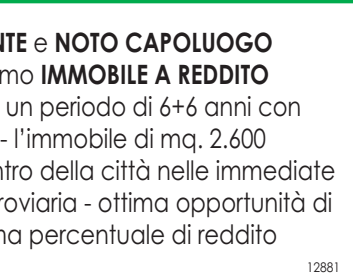 NTE e NOTO CAPOLUOGO
mo IMMOBILE A REDDITO
un periodo di 6+6 anni con
- l'immobile di mq. 2.600
ntro della città nelle immediate
roviaria - ottima opportunità di
na percentuale di reddito
12881